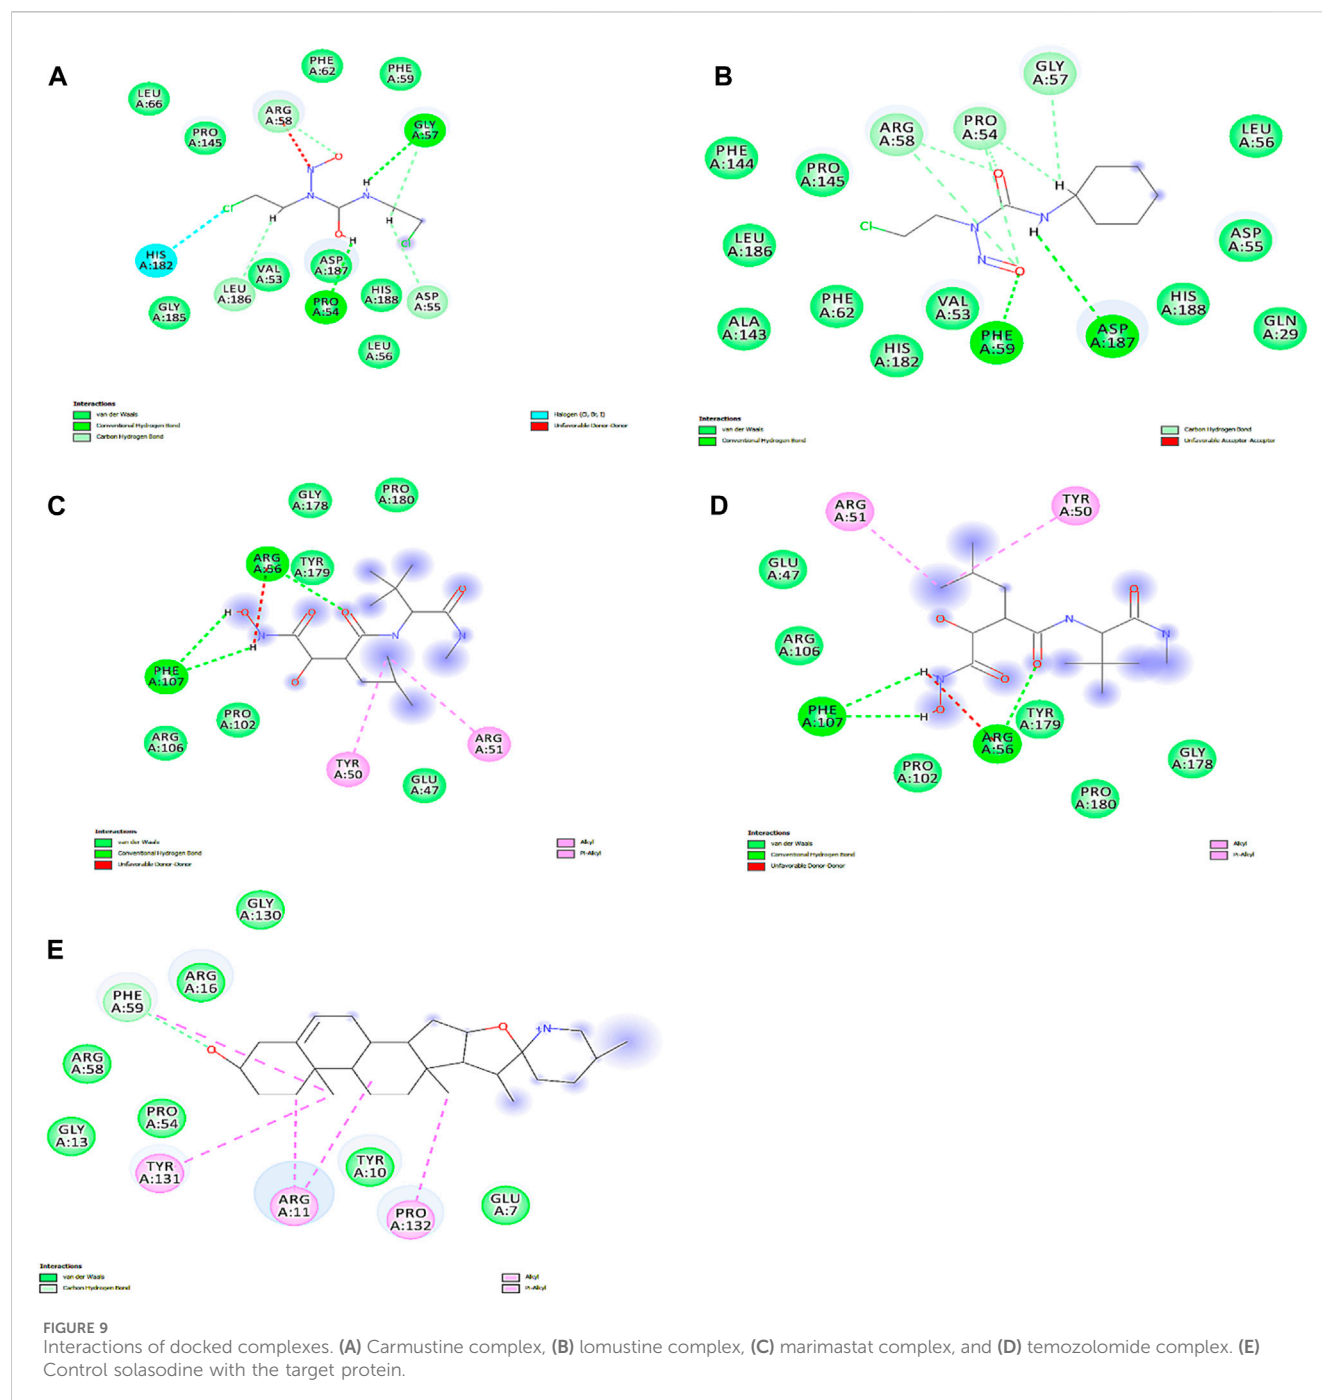 A
PHE
A:62
PHE
A:59
LEU
A:66
ARG
A:58
GLY
A:57
PRO
A:145
O
N
H
N
N
Cl
H
H
O
H
Cl
HIS
A:182
VAL
A:53
ASP
A:187
LEU
A:186
HIS
A:188
ASP
A:55
GLY
A:185
PRO
A:54
LEU
A:56
Interactions
van der Waals
Conventional Hydrogen Bond
Carbon Hydrogen Bond
Halogen (Cl, Br, I)
Unfavorable Donor-Donor
B
GLY
A:57
ARG
A:58
PRO
A:54
LEU
A:56
PHE
A:144
PRO
A:145
O
H
Cl
N
N
H
N
O
LEU
A:186
ASP
A:55
ALA
A:143
PHE
A:62
VAL
A:53
HIS
A:188
GLN
A:29
HIS
A:182
PHE
A:59
ASP
A:187
Interactions
van der Waals
Conventional Hydrogen Bond
Carbon Hydrogen Bond
Unfavorable Acceptor-Acceptor
C
GLY
A:178
PRO
A:180
ARG
A:56
TYR
A:179
H
O
N
H
O
O
O
N
O
N
PHE
A:107
PRO
A:102
ARG
A:106
TYR
A:50
ARG
A:51
GLU
A:47
Interactions
van der Waals
Conventional Hydrogen Bond
Unfavorable Donor-Donor
Alkyl
Pi-Alkyl
D
ARG
A:51
TYR
A:50
GLU
A:47
ARG
A:106
O
N
O
N
H
N
O
O
H
O
PHE
A:107
ARG
A:56
TYR
A:179
PRO
A:102
GLY
A:178
PRO
A:180
Interactions
van der Waals
Conventional Hydrogen Bond
Unfavorable Donor-Donor
Alkyl
Pi-Alkyl
E
GLY
A:130
ARG
A:16
PHE
A:59
O
O
N
ARG
A:58
PRO
A:54
GLY
A:13
TYR
A:131
TYR
A:10
ARG
A:11
PRO
A:132
GLU
A:7
Interactions
van der Waals
Carbon Hydrogen Bond
Alkyl
Pi-Alkyl
FIGURE 9
Interactions of docked complexes. (A) Carmustine complex, (B) lomustine complex, (C) marimastat complex, and (D) temozolomide complex. (E)
Control solasodine with the target protein.